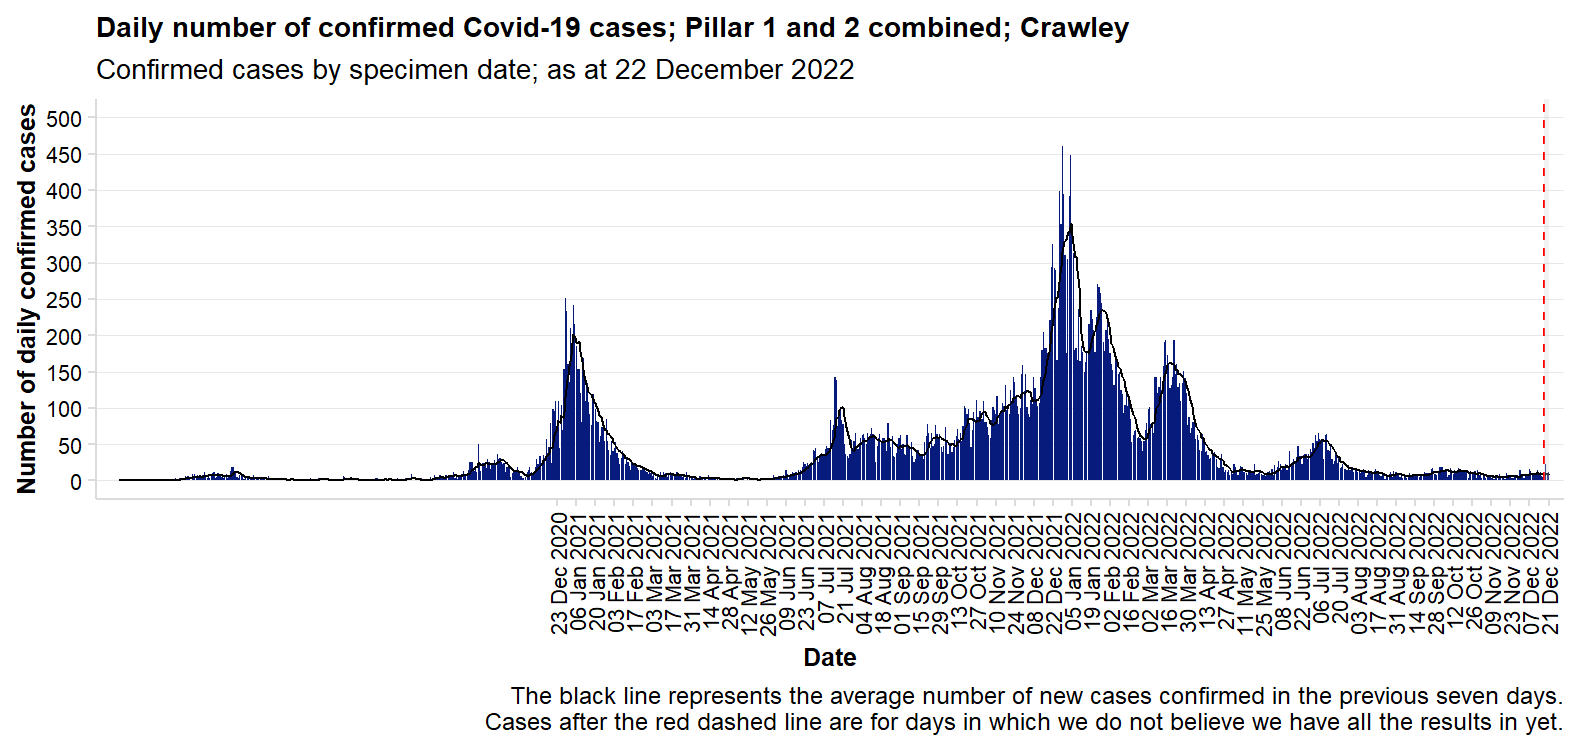 Daily number of confirmed Covid-19 cases; Pillar 1 and 2 combined; Crawley
Confirmed cases by specimen date; as at 22 December 2022
Number of daily confirmed cases
500
450
400
350
300
250
200
150
100
50
0
23 Dec 2020
06 Jan 2021
20 Jan 2021
03 Feb 2021
17 Feb 2021
03 Mar 2021
17 Mar 2021
31 Mar 2021
14 Apr 2021
28 Apr 2021
12 May 2021
26 May 2021
09 Jun 2021
23 Jun 2021
07 Jul 2021
21 Jul 2021
04 Aug 2021
18 Aug 2021
01 Sep 2021
15 Sep 2021
29 Sep 2021
13 Oct 2021
27 Oct 2021
10 Nov 2021
24 Nov 2021
08 Dec 2021
22 Dec 2021
05 Jan 2022
19 Jan 2022
02 Feb 2022
16 Feb 2022
02 Mar 2022
16 Mar 2022
30 Mar 2022
13 Apr 2022
27 Apr 2022
11 May 2022
25 May 2022
08 Jun 2022
22 Jun 2022
06 Jul 2022
20 Jul 2022
03 Aug 2022
17 Aug 2022
31 Aug 2022
14 Sep 2022
28 Sep 2022
12 Oct 2022
26 Oct 2022
09 Nov 2022
23 Nov 2022
07 Dec 2022
21 Dec 2022
Date
The black line represents the average number of new cases confirmed in the previous seven days.
Cases after the red dashed line are for days in which we do not believe we have all the results in yet.